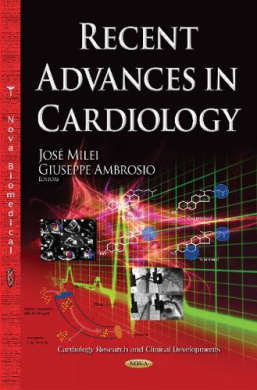 RECENT
ADVANCES IN
CARDIOLOGY
JOSÉ MILEI
GIUSEPPE AMBROSIO
EDITORS
Nova Biomedical
Cardiology Research and Clinical Developments
NOVA